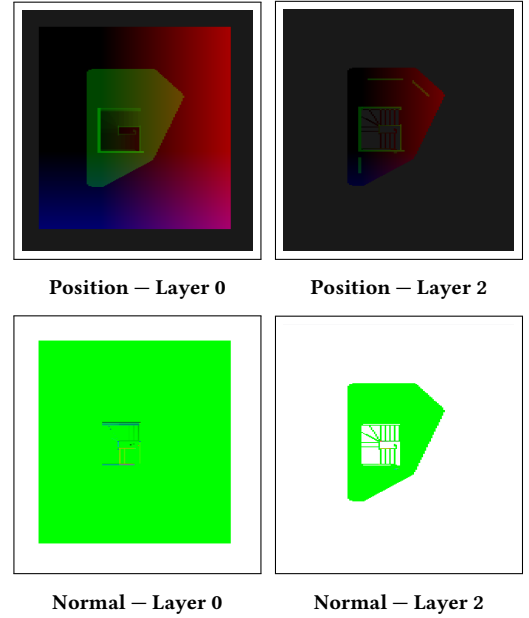 Position — Layer 0
Position — Layer 2
Normal — Layer 0
Normal — Layer 2